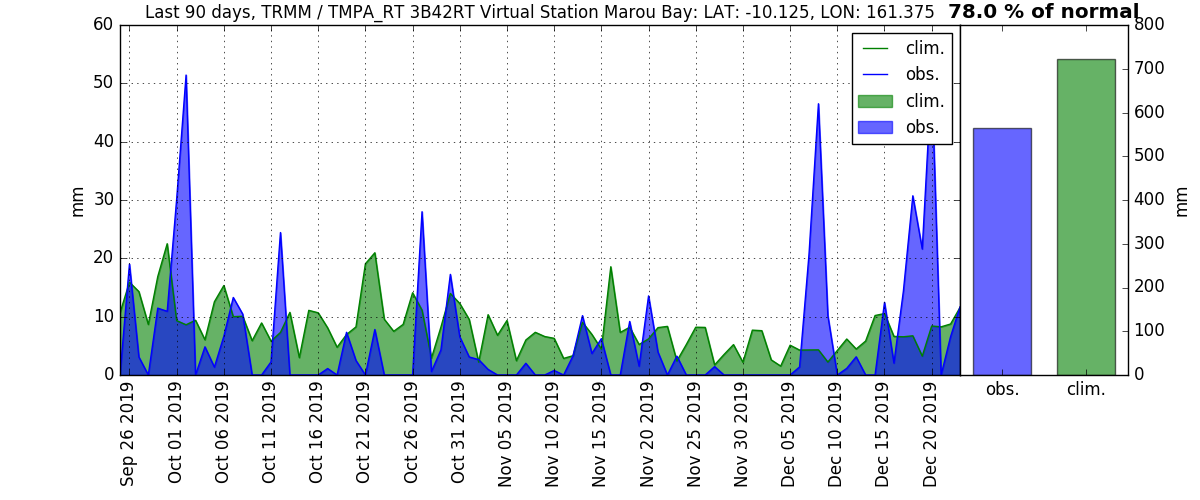 Last 90 days, TRMM / TMPA_RT 3B42RT Virtual Station Marou Bay: LAT: -10.125, LON: 161.375
78.0 % of normal
60
50
40
30
20
10
0
mm
clim.
obs.
clim.
obs.
Sep 26 2019
Oct 01 2019
Oct 06 2019
Oct 11 2019
Oct 16 2019
Oct 21 2019
Oct 26 2019
Oct 31 2019
Nov 05 2019
Nov 10 2019
Nov 15 2019
Nov 20 2019
Nov 25 2019
Nov 30 2019
Dec 05 2019
Dec 10 2019
Dec 15 2019
Dec 20 2019
800
700
600
500
400
300
200
100
0
mm
obs.
clim.